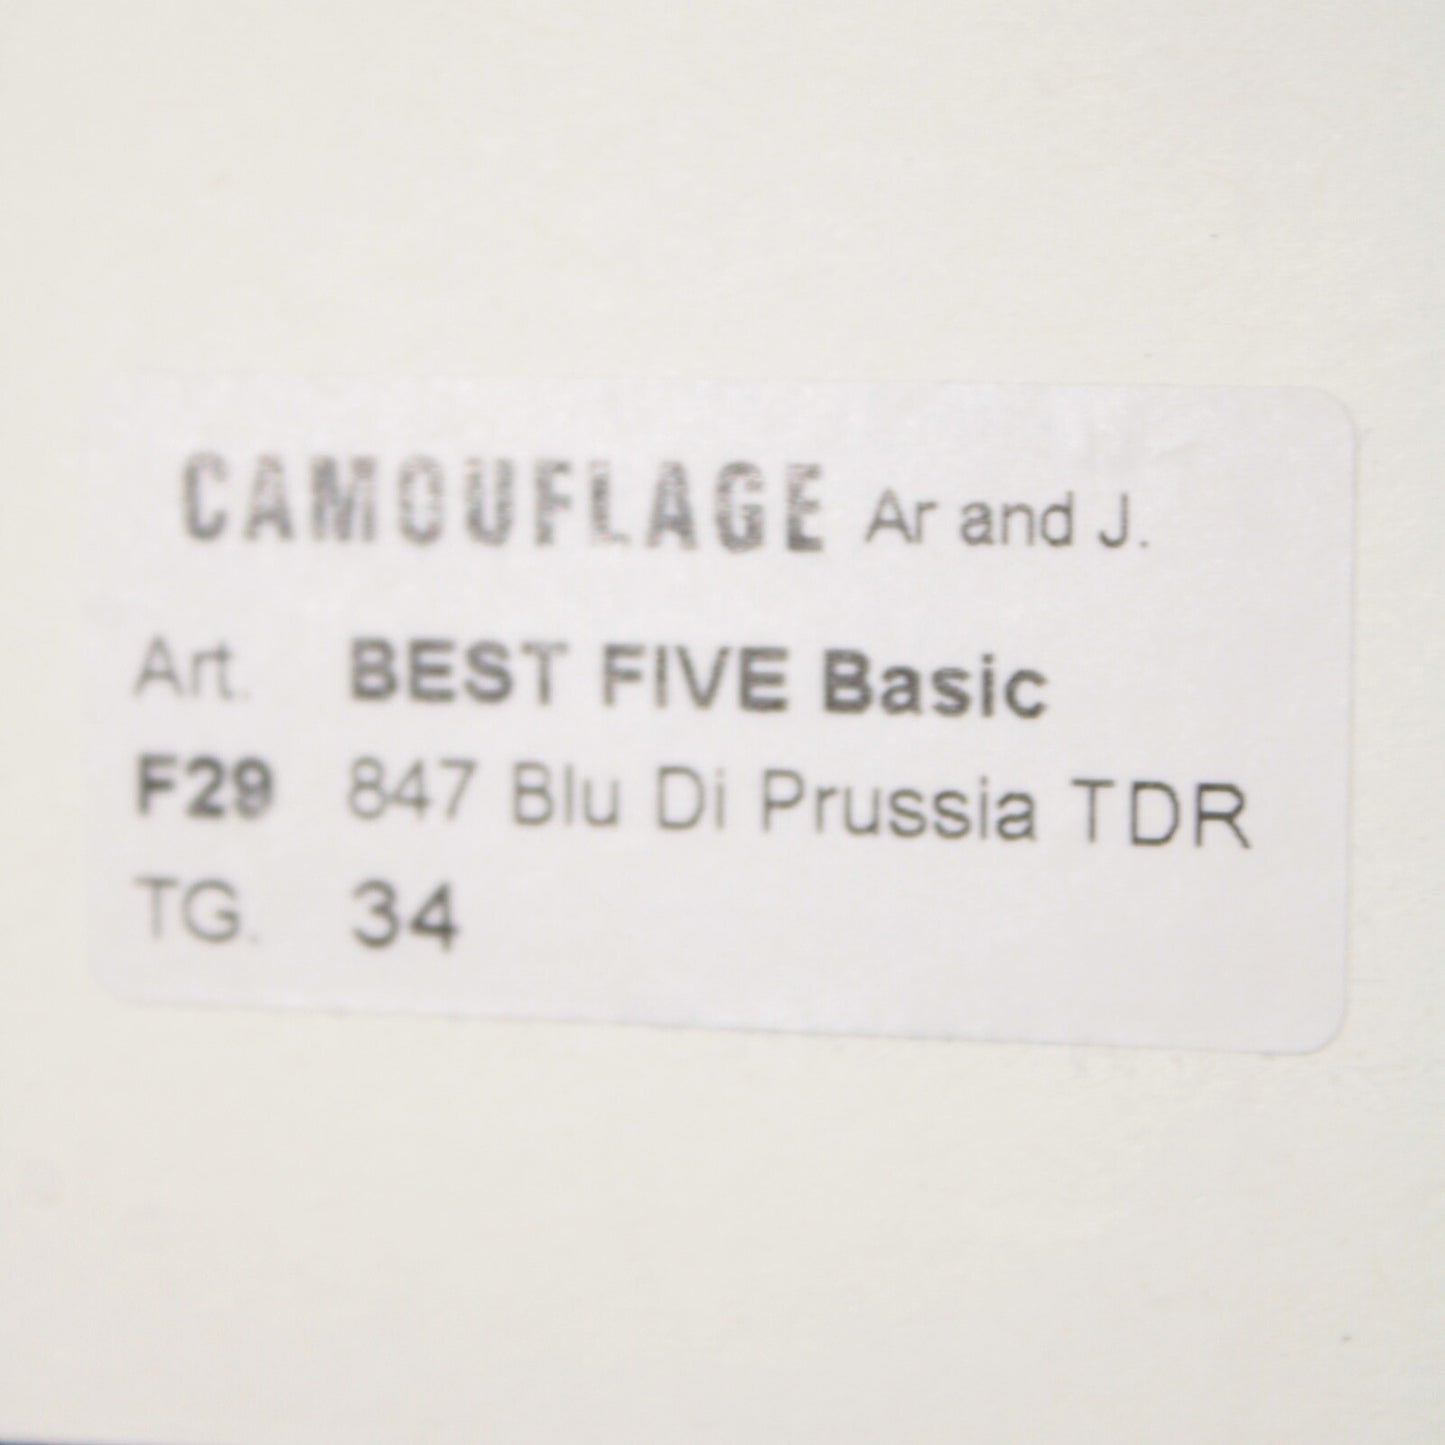 CAMOUFLAGE Ar and J.
Art. BEST FIVE Basic
F29 847 Blu Di Prussia TDR
TG. 34